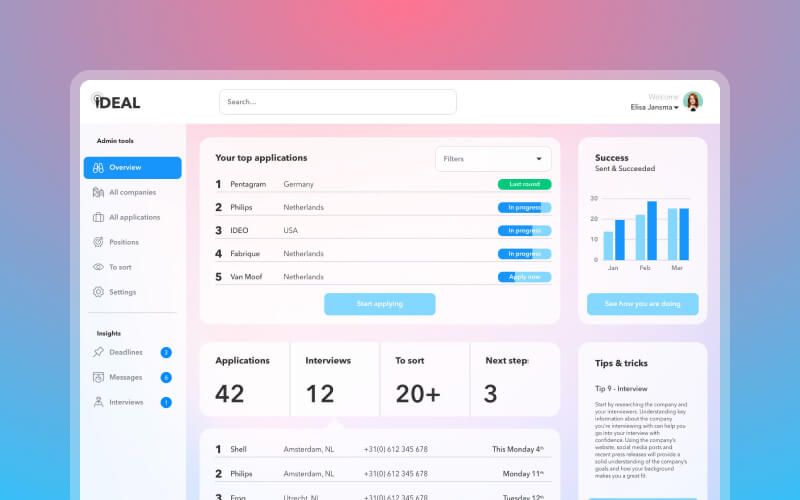 iDEAL
Search...
Welcome
Elisa Jansma
Admin tools
Overview
All companies
All applications
Positions
To sort
Settings
Insights
Deadlines
Messages 6
Interviews 1
Your top applications
Filters
1 Pentagram Germany Last round
2 Philips Netherlands In progress
3 IDEO USA In progress
4 Fabrique Netherlands In progress
5 Van Moof Netherlands Apply now
Start applying
Success
Sent & Succeeded
30
20
10
0
Jan Feb Mar
See how you are doing
Applications Interviews To sort Next step
42 12 20+ 3
1 Shell Amsterdam, NL +31(0) 612 345 678 This Monday 4th
2 Philips Amsterdam, NL +31(0) 612 345 678 Monday 11th
3 Frog Utrecht, NL +31(0) 612 345 678 Tuesday 12th
Tips & tricks
Tip 9 - Interview
Start by researching the company and
your interviewers. Understanding key
information about the company
you're interviewing with can help you
go into your interview with
confidence. Using the company's
website, social media posts and
recent press releases will provide a
solid understanding of the company's
goals and how your background
makes you a great fit.